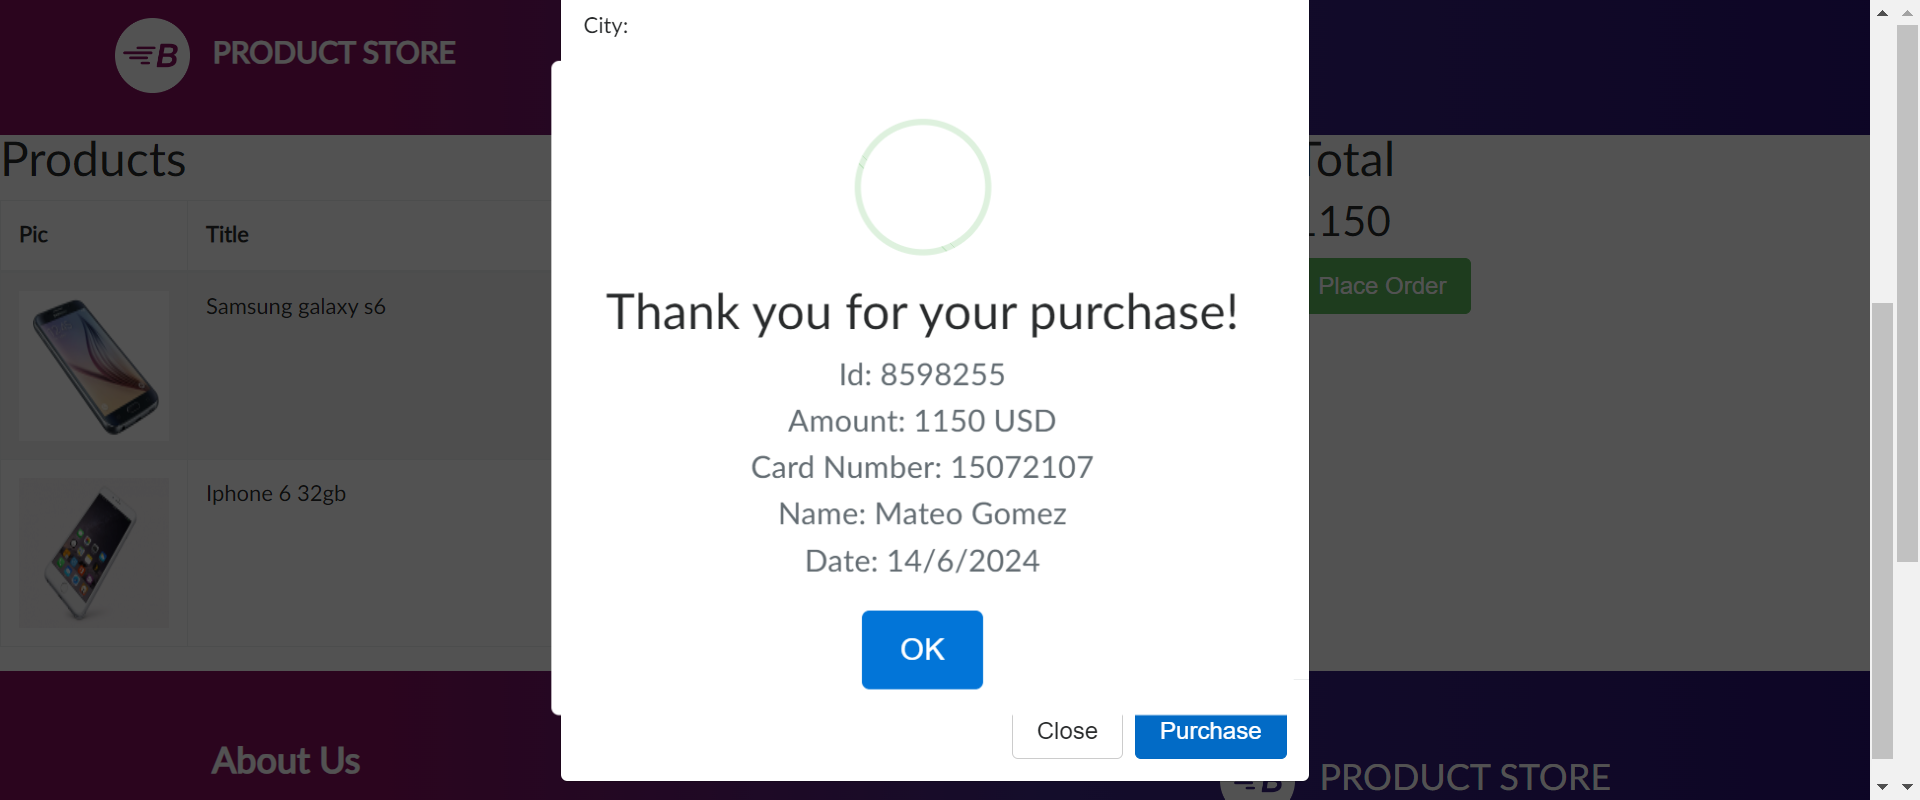 City:
B PRODUCT STORE
Products
Total
Pic
Title
1150
Samsung galaxy s6
Place Order
Thank you for your purchase!
Id: 8598255
Amount: 1150 USD
Card Number: 15072107
Iphone 6 32gb
Name: Mateo Gomez
Date: 14/6/2024
OK
Close
Purchase
About Us
B PRODUCT STORE